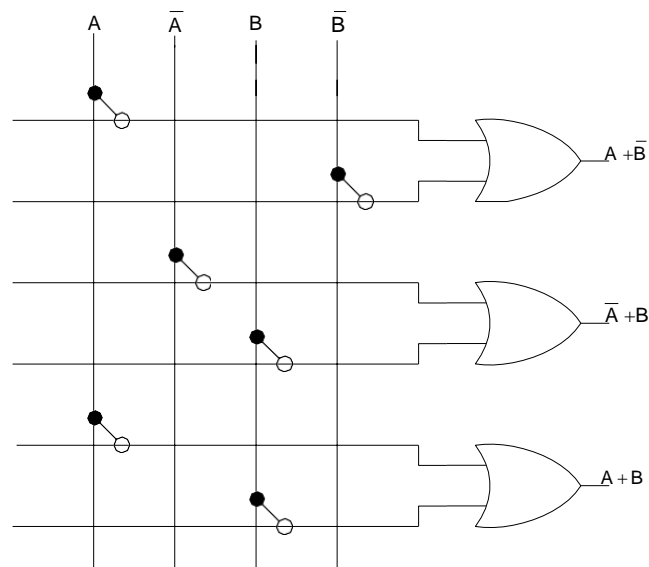 A A̅ B B̅
A + B̅
A̅ + B
A + B